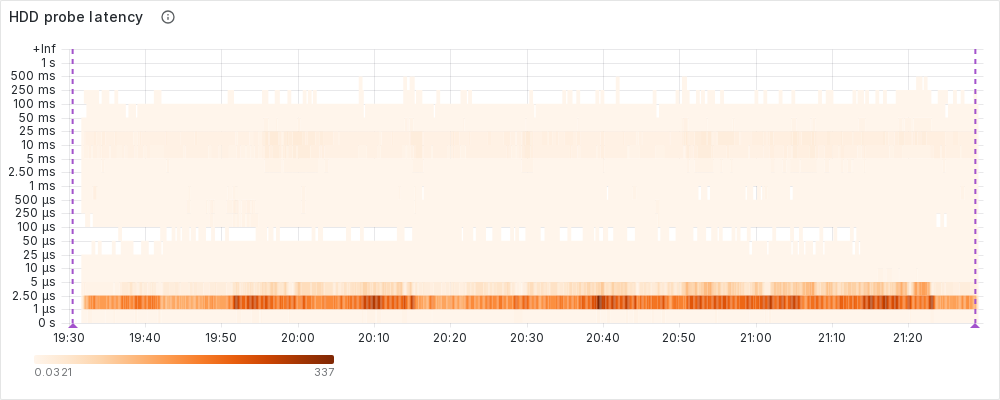 HDD probe latency
+Inf
1 s
500 ms
250 ms
100 ms
50 ms
25 ms
10 ms
5 ms
2.50 ms
1 ms
500 µs
250 µs
100 µs
50 µs
25 µs
10 µs
5 µs
2.50 µs
1 µs
0 s
19:30 19:40 19:50 20:00 20:10 20:20 20:30 20:40 20:50 21:00 21:10 21:20
0.0321 337